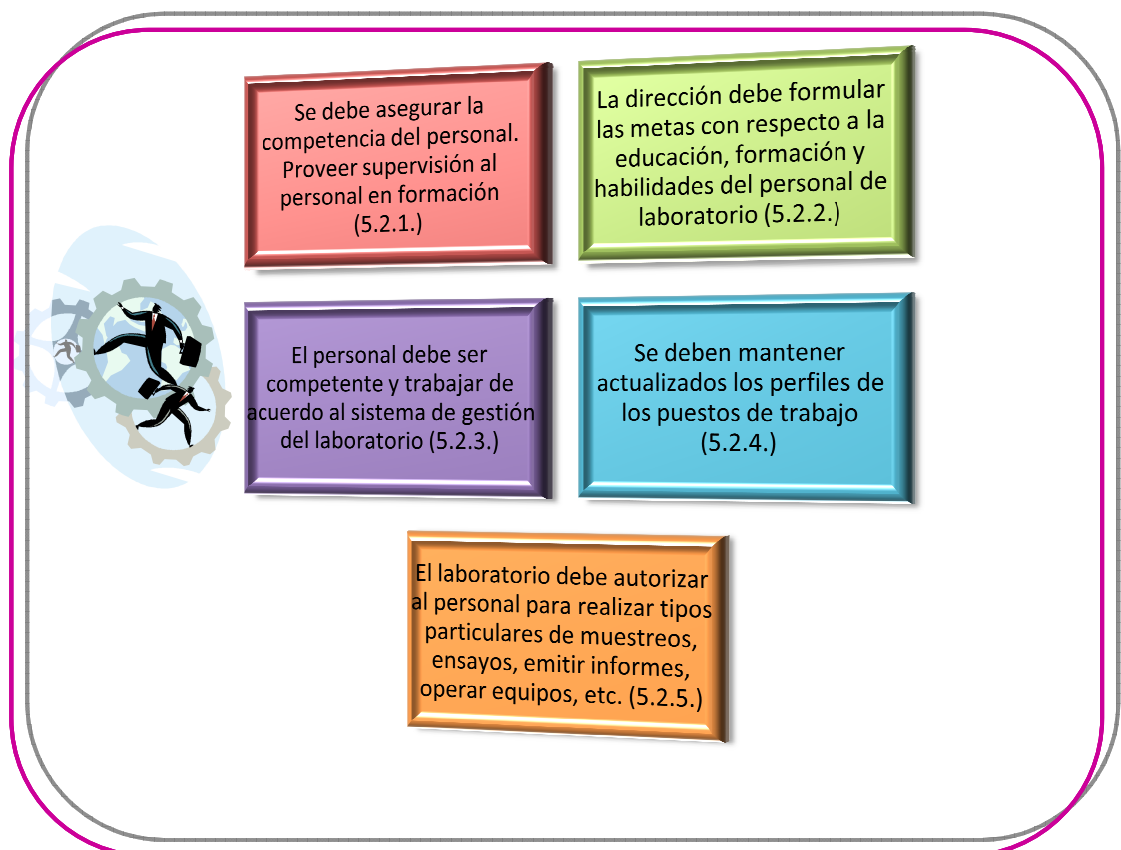 Se debe asegurar la
competencia del personal.
Proveer supervisión al
personal en formación
(5.2.1.)
La dirección debe formular
las metas con respecto a la
educación, formación y
habilidades del personal de
laboratorio (5.2.2.)
El personal debe ser
competente y trabajar de
acuerdo al sistema de gestión
del laboratorio (5.2.3.)
Se deben mantener
actualizados los perfiles de
los puestos de trabajo
(5.2.4.)
El laboratorio debe autorizar
al personal para realizar tipos
particulares de muestreos,
ensayos, emitir informes,
operar equipos, etc. (5.2.5.)